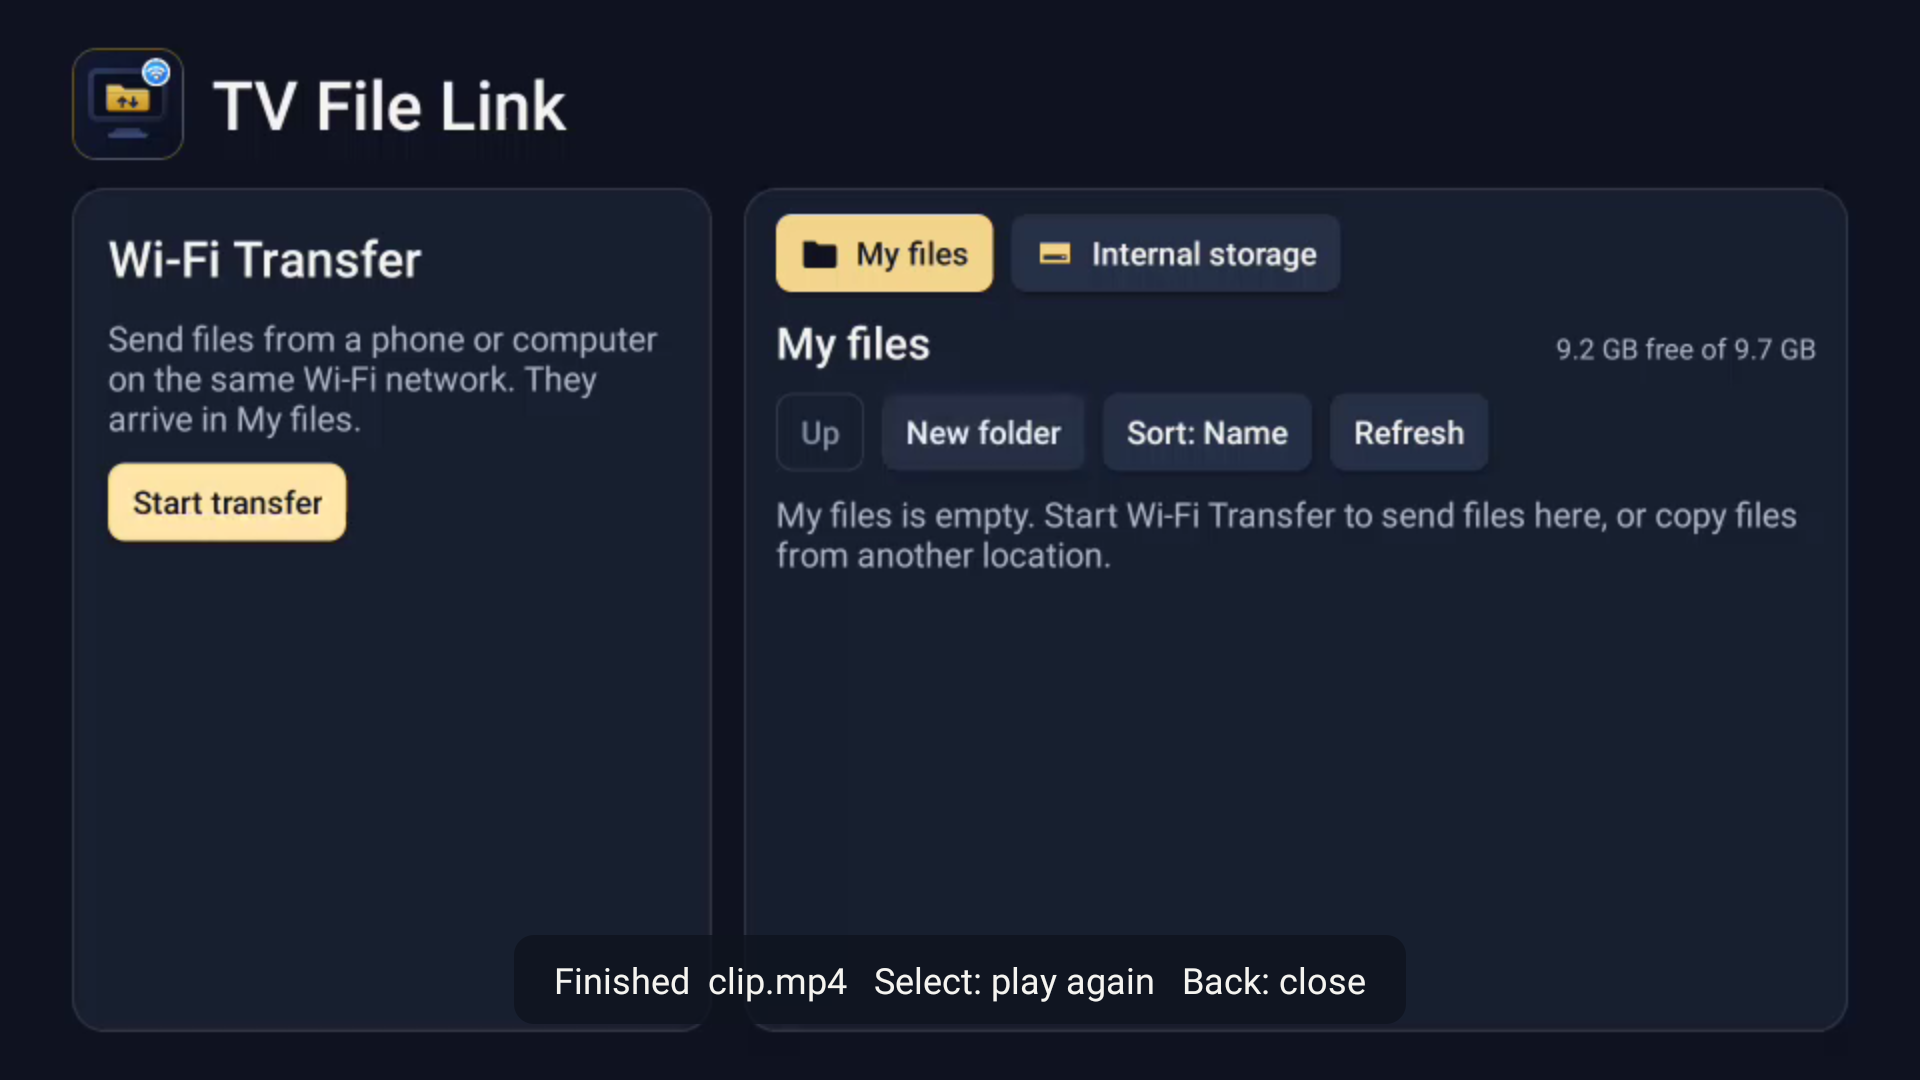 TV File Link
Wi-Fi Transfer
Send files from a phone or computer
on the same Wi-Fi network. They
arrive in My files.
Start transfer
My files
Internal storage
My files
9.2 GB free of 9.7 GB
Up
New folder
Sort: Name
Refresh
My files is empty. Start Wi-Fi Transfer to send files here, or copy files
from another location.
Finished clip.mp4 Select: play again Back: close